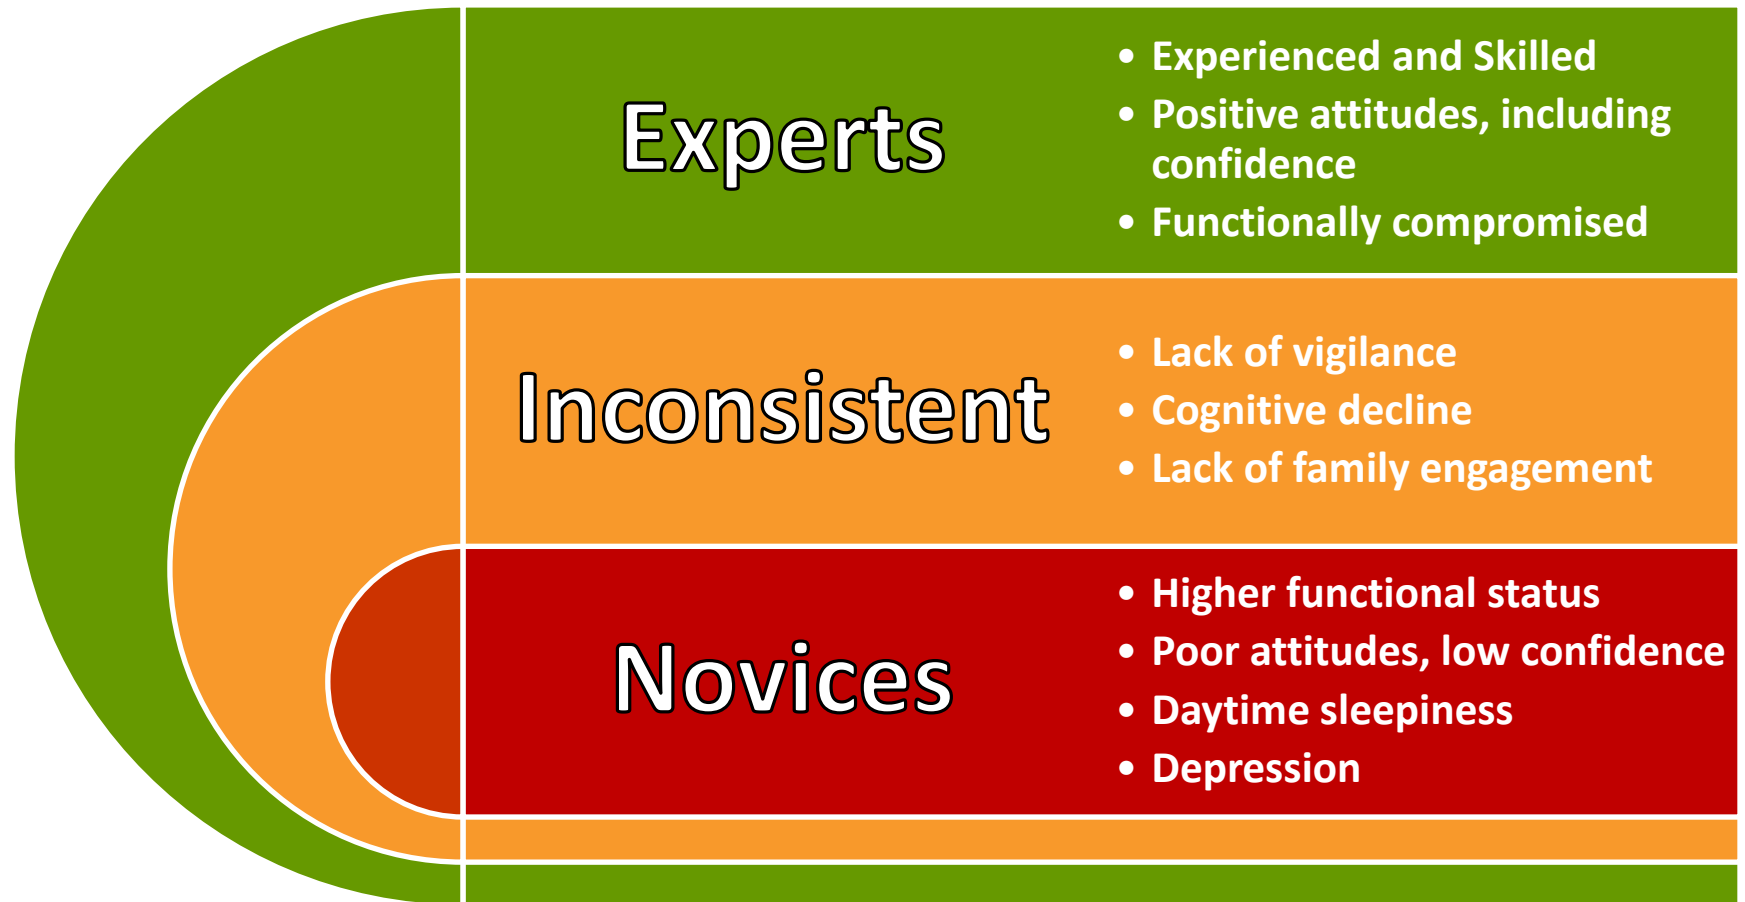 Experts
• Experienced and Skilled
• Positive attitudes, including
confidence
• Functionally compromised
Inconsistent
• Lack of vigilance
• Cognitive decline
• Lack of family engagement
Novices
• Higher functional status
• Poor attitudes, low confidence
• Daytime sleepiness
• Depression